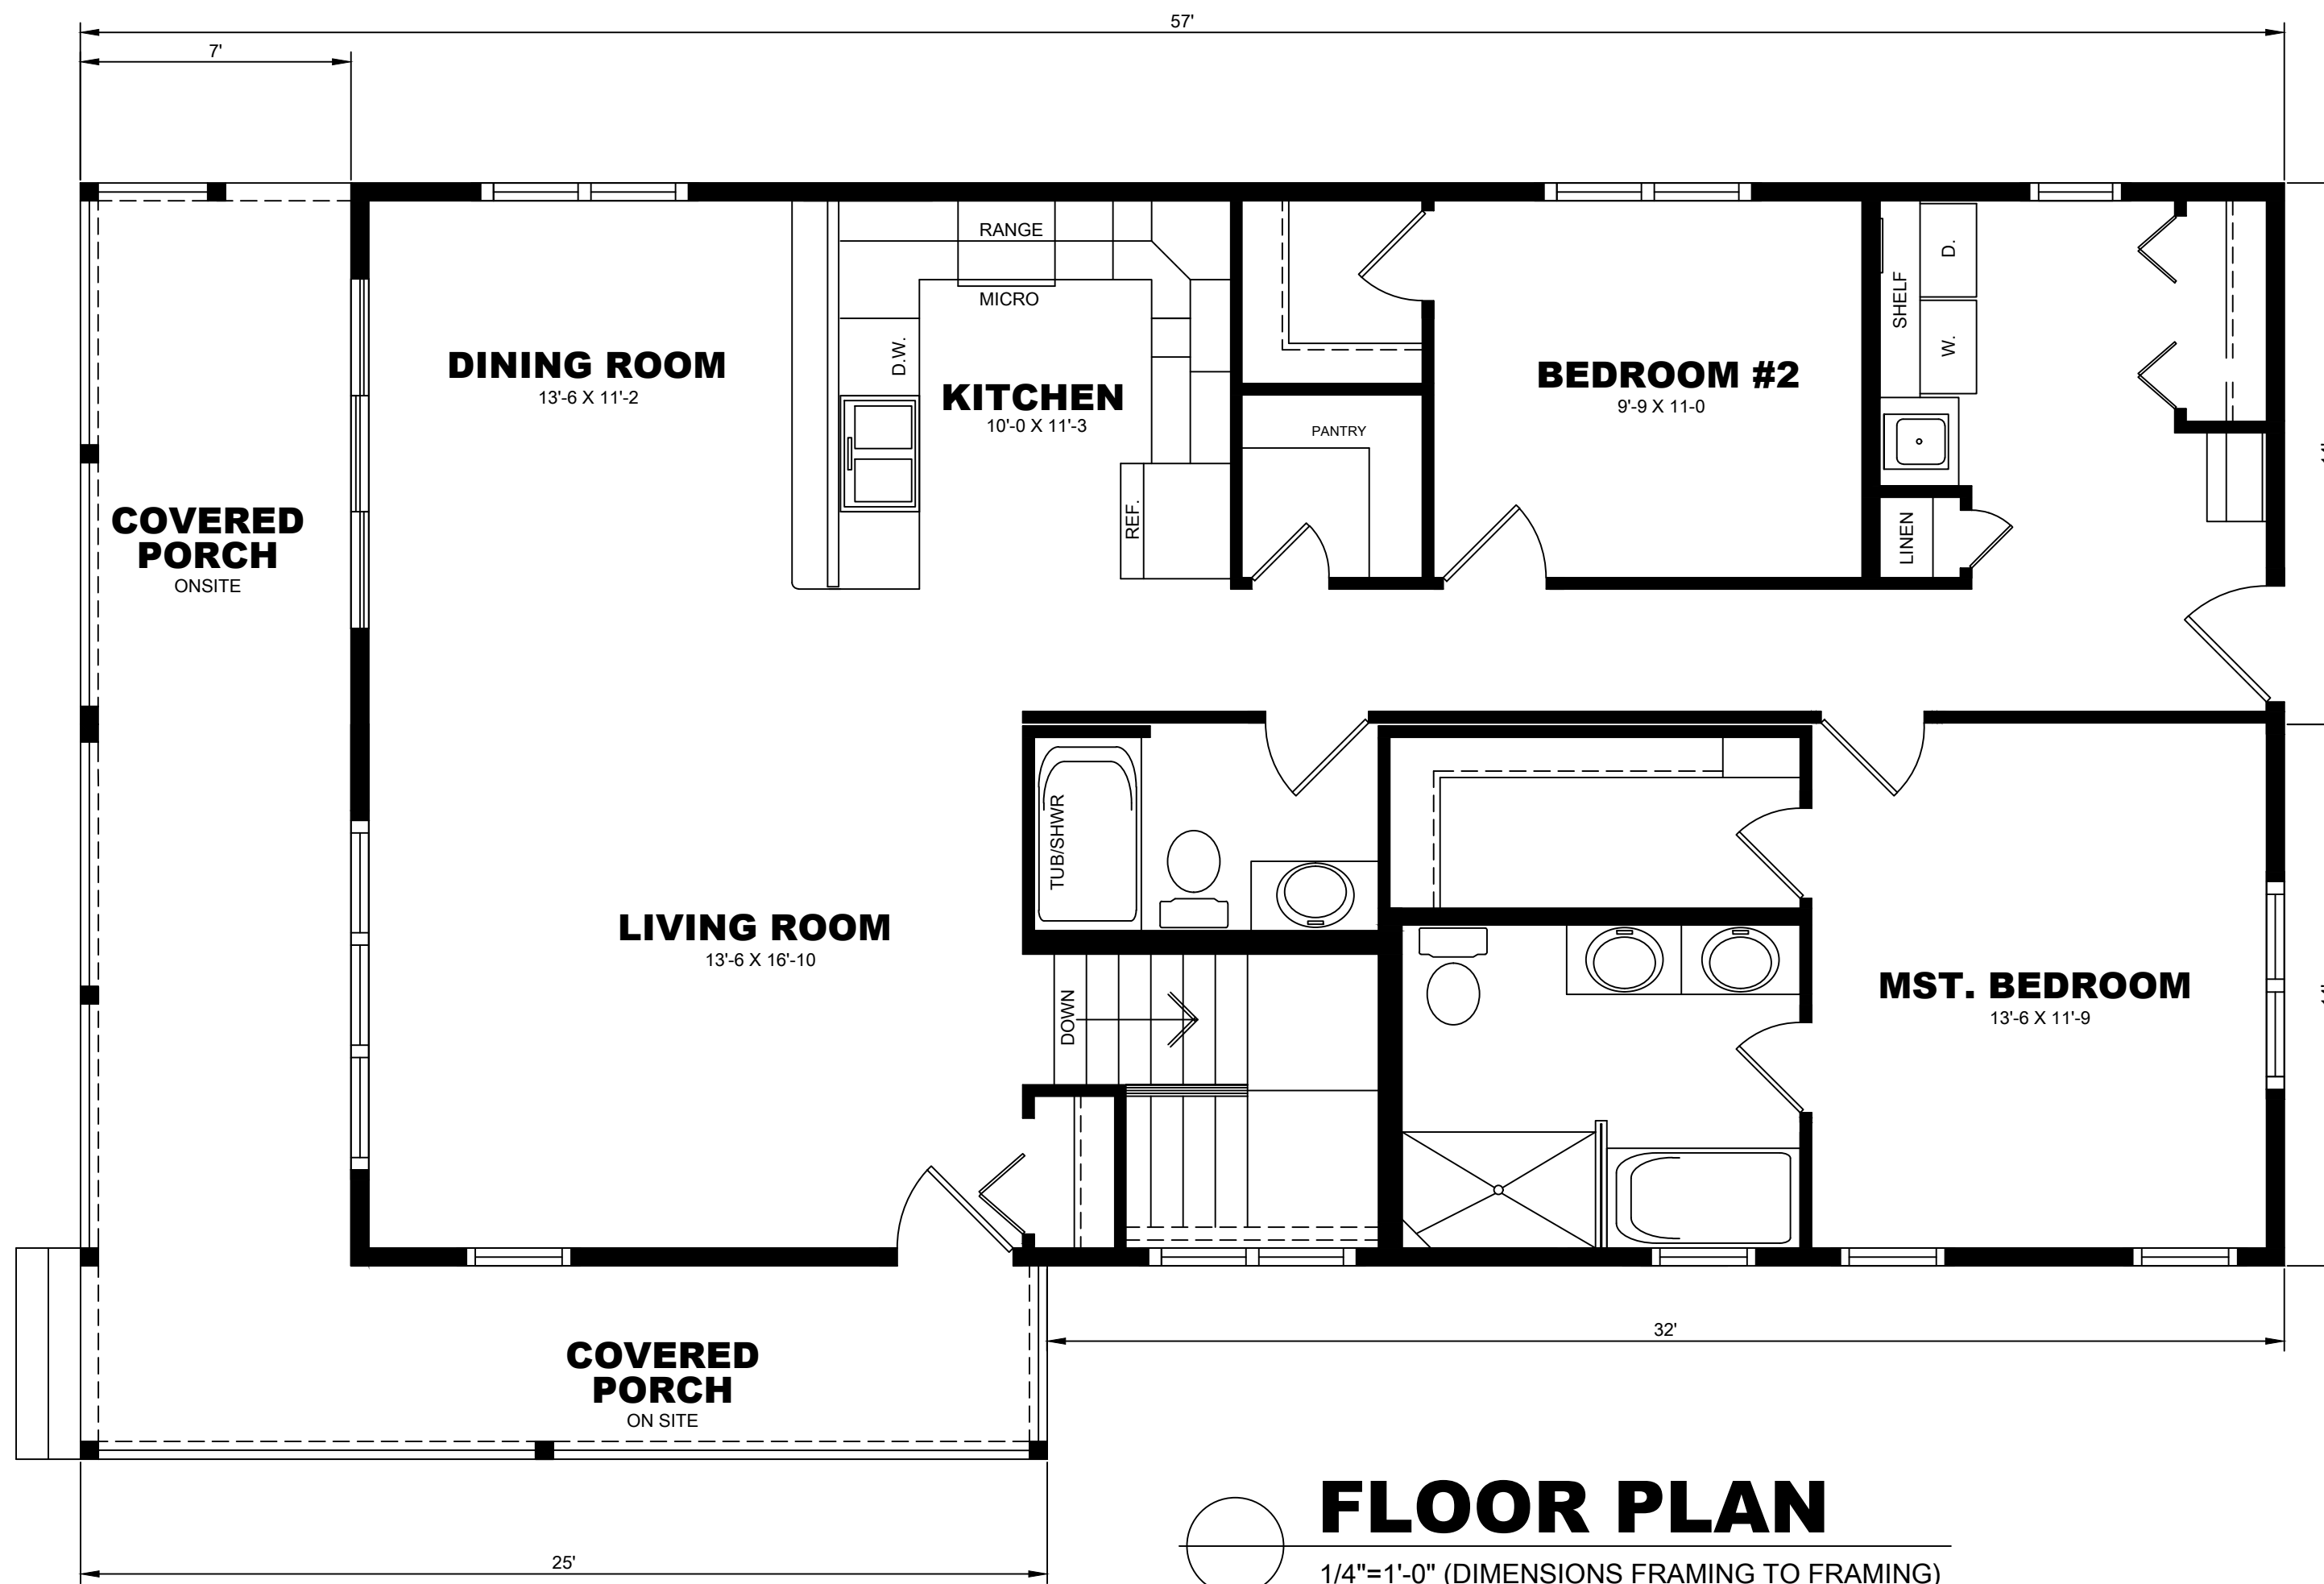 57'
7'
RANGE
MICRO
D.W.
SHELF
D.
W.
DINING ROOM
13'-6 X 11'-2
KITCHEN
10'-0 X 11'-3
BEDROOM #2
9'-9 X 11-0
PANTRY
REF.
LINEN
COVERED
PORCH
ONSITE
TUB/SHWR
LIVING ROOM
13'-6 X 16'-10
DOWN
MST. BEDROOM
13'-6 X 11'-9
32'
COVERED
PORCH
ON SITE
25'
FLOOR PLAN
1/4"=1'-0" (DIMENSIONS FRAMING TO FRAMING)